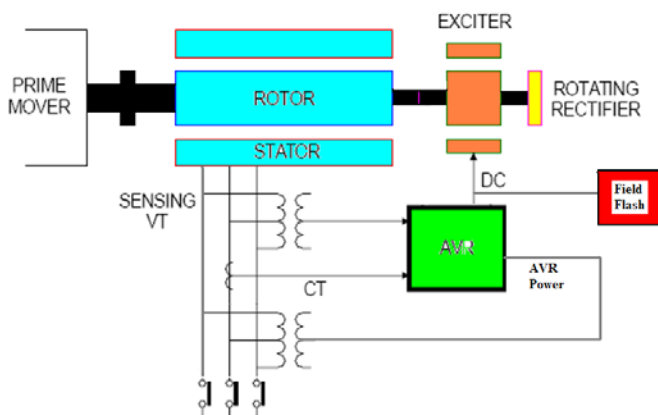 EXCITER
PRIME
MOVER
ROTOR
ROTATING
RECTIFIER
STATOR
SENSING
VT
DC
Field
Flash
AVR
CT
AVR
Power